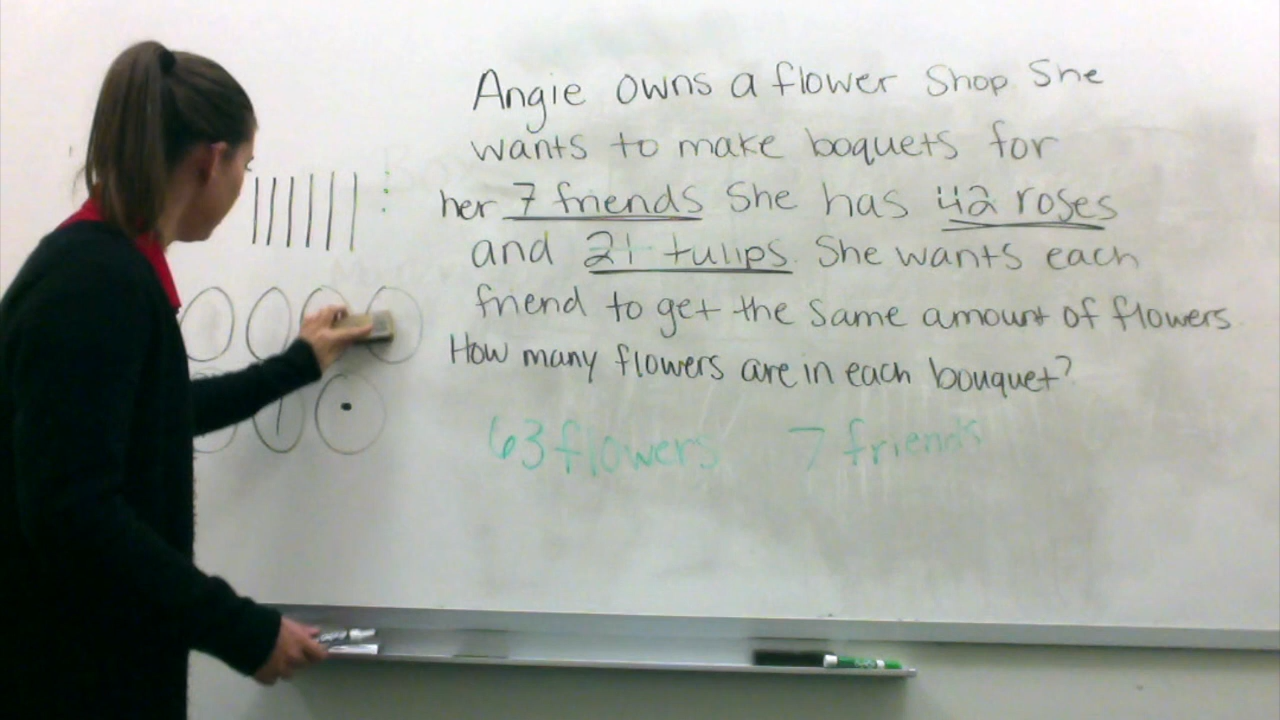 Angie owns a flower shop She
wants to make boquets for
her 7 friends She has 42 roses
and 21 tulips. She wants each
friend to get the same amount of flowers
How many flowers are in each bouquet?
63 flowers 7 friends